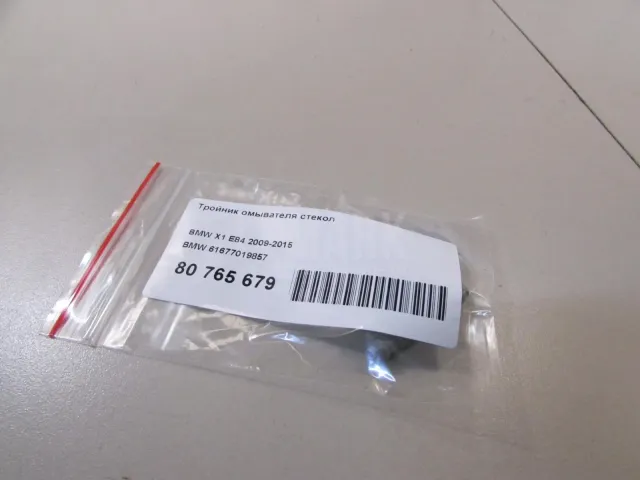 Тройник омывателя стекол
BMW X1 E84 2009-2015
BMW 61677019857
80 765 679